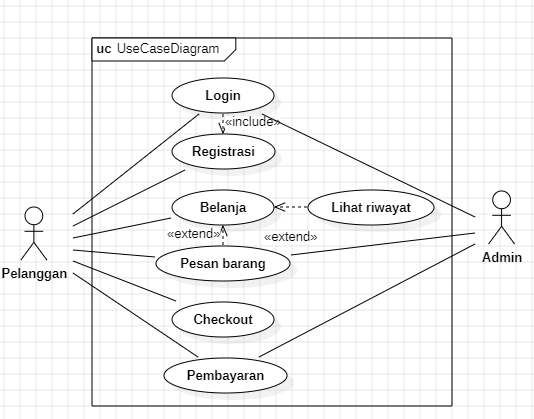 uc UseCaseDiagram
Login
«include»
Registrasi
Belanja
Lihat riwayat
«extend»
«extend»
Pesan barang
Pelanggan
Admin
Checkout
Pembayaran